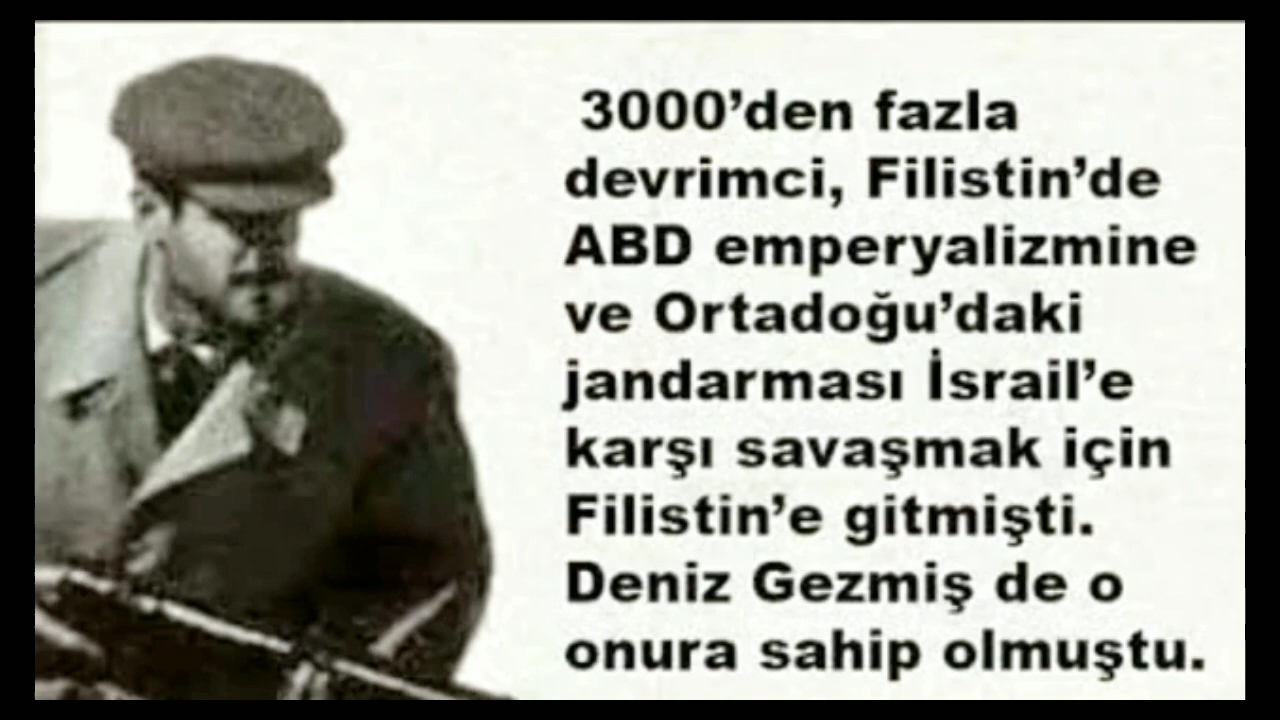 3000’den fazla
devrimci, Filistin’de
ABD emperyalizmine
ve Ortadoğu’daki
jandarması İsrail’e
karşı savaşmak için
Filistin’e gitmişti.
Deniz Gezmiş de o
onura sahip olmuştu.